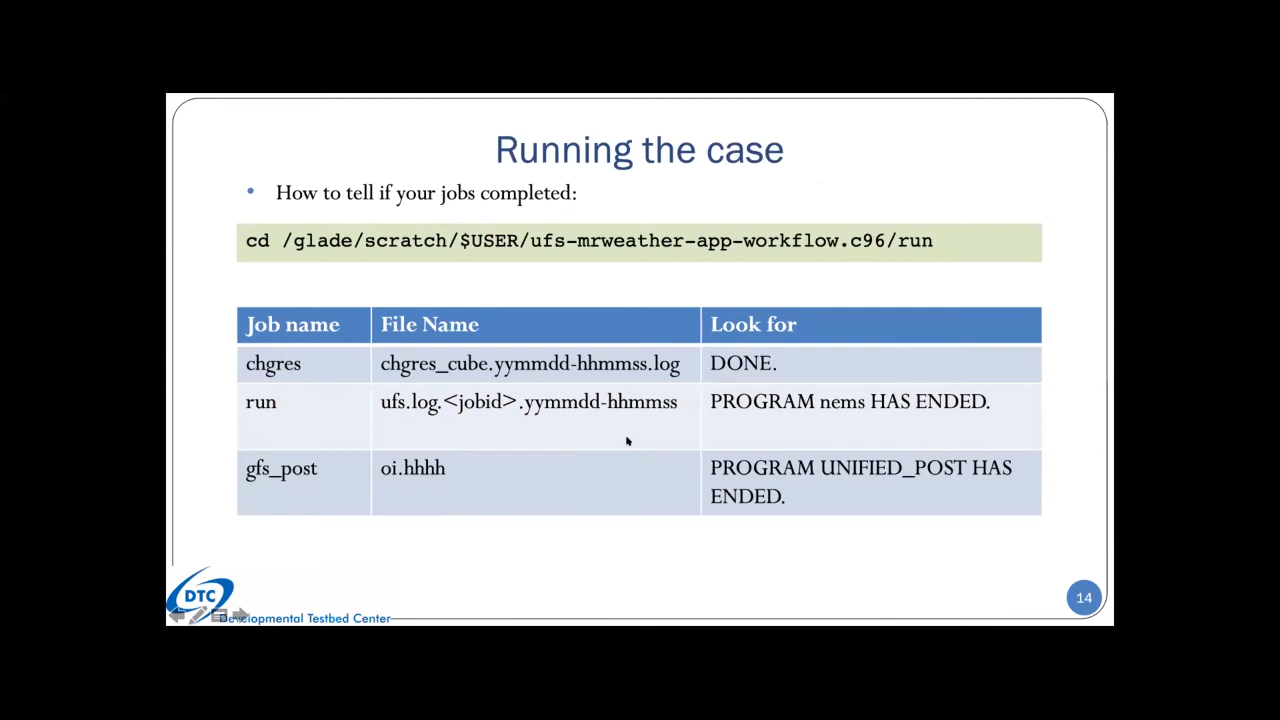 Running the case
• How to tell if your jobs completed:
cd /glade/scratch/$USER/ufs-mrweather-app-workflow.c96/run
Job name File Name Look for
chgres chgres_cube.yymmdd-hhmmss.log DONE.
run ufs.log.<jobid>.yymmdd-hhmmss PROGRAM nems HAS ENDED.
gfs_post oi.hhhh PROGRAM UNIFIED_POST HAS
ENDED.
DTC
Developmental Testbed Center
14